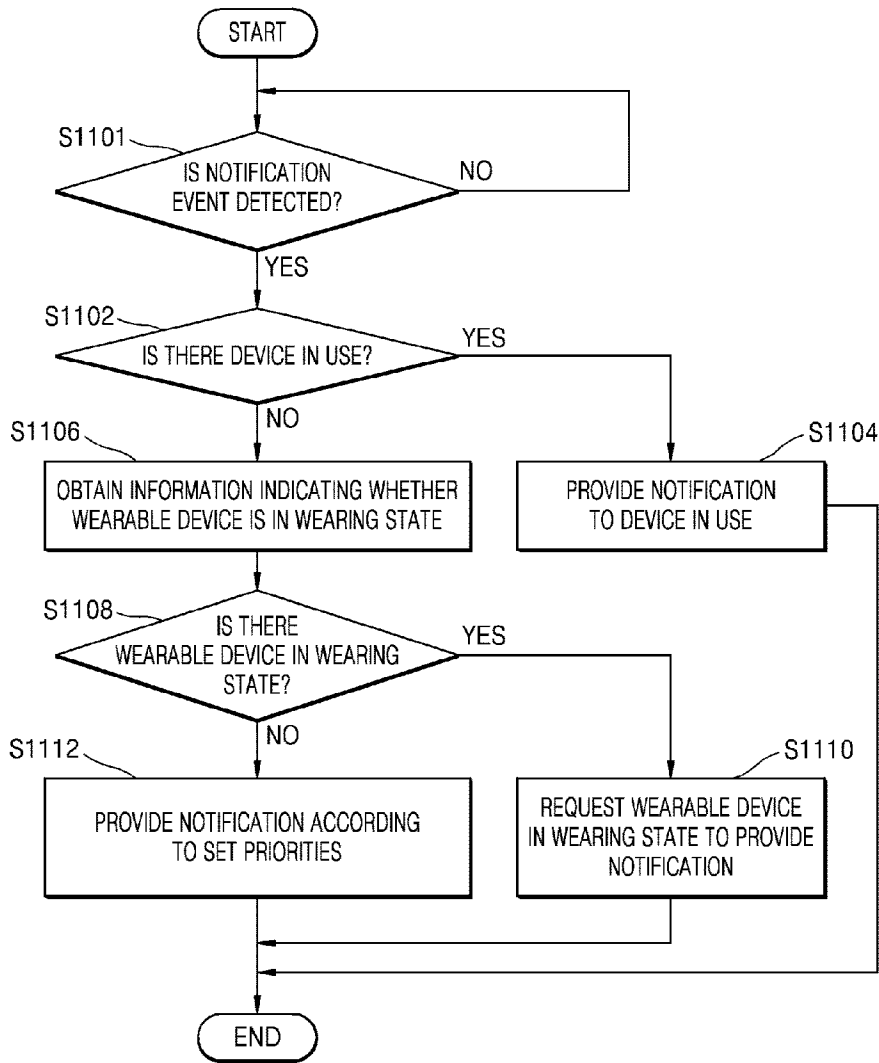 START
S1101
IS NOTIFICATION
EVENT DETECTED?
NO
YES
S1102
IS THERE DEVICE IN USE?
YES
NO
S1106
OBTAIN INFORMATION INDICATING WHETHER
WEARABLE DEVICE IS IN WEARING STATE
S1104
PROVIDE NOTIFICATION
TO DEVICE IN USE
S1108
IS THERE
WEARABLE DEVICE IN WEARING
STATE?
YES
NO
S1112
PROVIDE NOTIFICATION ACCORDING
TO SET PRIORITIES
S1110
REQUEST WEARABLE DEVICE
IN WEARING STATE TO PROVIDE
NOTIFICATION
END